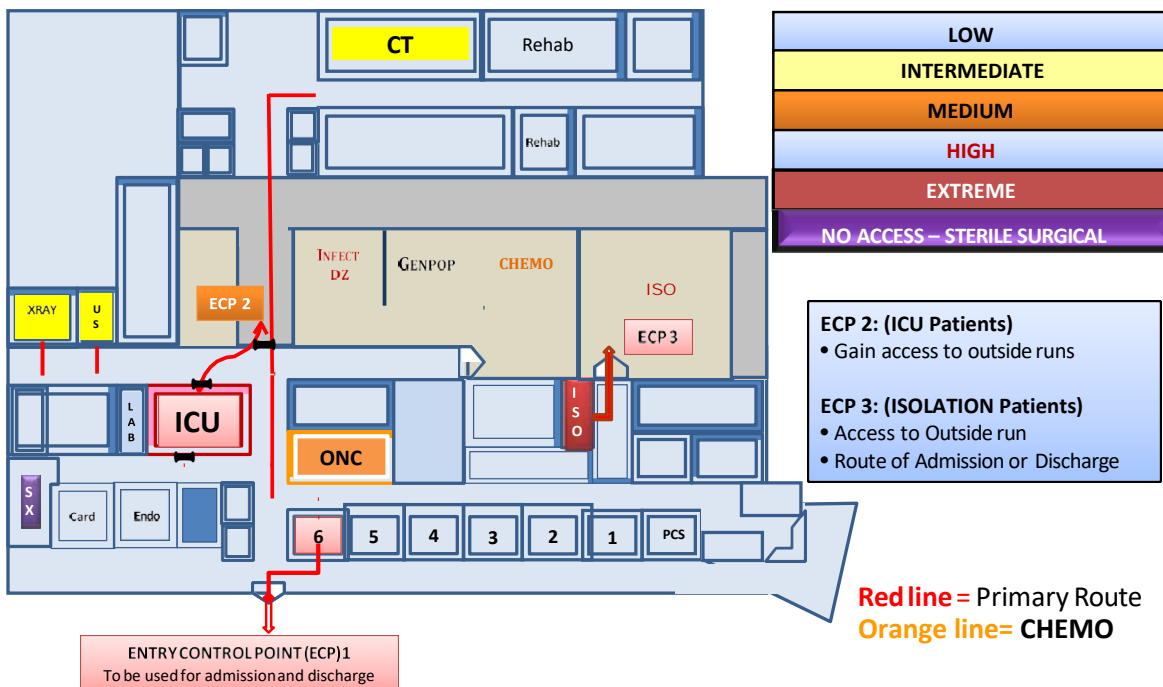 CT
Rehab
Rehab
LOW
INTERMEDIATE
MEDIUM
HIGH
EXTREME
NO ACCESS – STERILE SURGICAL
INFECT
DZ
GENPOP
CHEMO
ISO
ECP 2
ECP 3
XRAY
U
S
L
A
B
ICU
ONC
I
S
O
S
X
Card
Endo
6
5
4
3
2
1
PCS
ECP 2: (ICU Patients)
• Gain access to outside runs
ECP 3: (ISOLATION Patients)
• Access to Outside run
• Route of Admission or Discharge
Red line = Primary Route
Orange line= CHEMO
ENTRY CONTROL POINT (ECP)1
To be used for admission and discharge